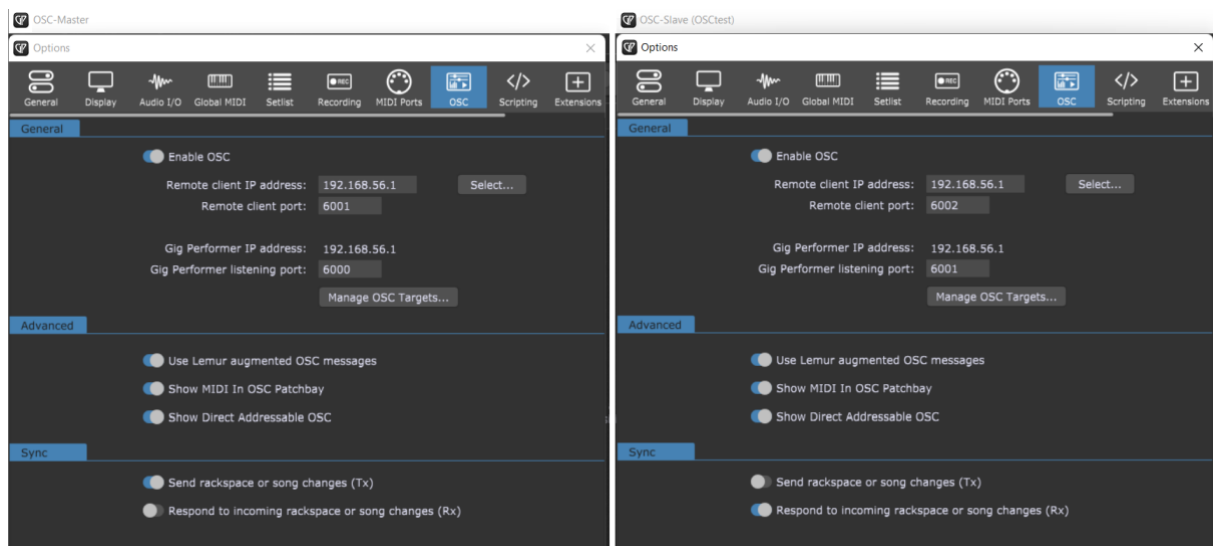 OSC-Master
Options
General
Display
Audio I/O
Global MIDI
Setlist
REC
Recording
MIDI Ports
OSC
Scripting
Extensions
General
Enable OSC
Remote client IP address: 192.168.56.1 Select...
Remote client port: 6001
Gig Performer IP address: 192.168.56.1
Gig Performer listening port: 6000
Manage OSC Targets...
Advanced
Use Lemur augmented OSC messages
Show MIDI In OSC Patchbay
Show Direct Addressable OSC
Sync
Send rackspace or song changes (Tx)
Respond to incoming rackspace or song changes (Rx)
OSC-Slave (OSCtest)
Options
General
Display
Audio I/O
Global MIDI
Setlist
REC
Recording
MIDI Ports
OSC
Scripting
Extensions
General
Enable OSC
Remote client IP address: 192.168.56.1 Select...
Remote client port: 6002
Gig Performer IP address: 192.168.56.1
Gig Performer listening port: 6001
Manage OSC Targets...
Advanced
Use Lemur augmented OSC messages
Show MIDI In OSC Patchbay
Show Direct Addressable OSC
Sync
Send rackspace or song changes (Tx)
Respond to incoming rackspace or song changes (Rx)